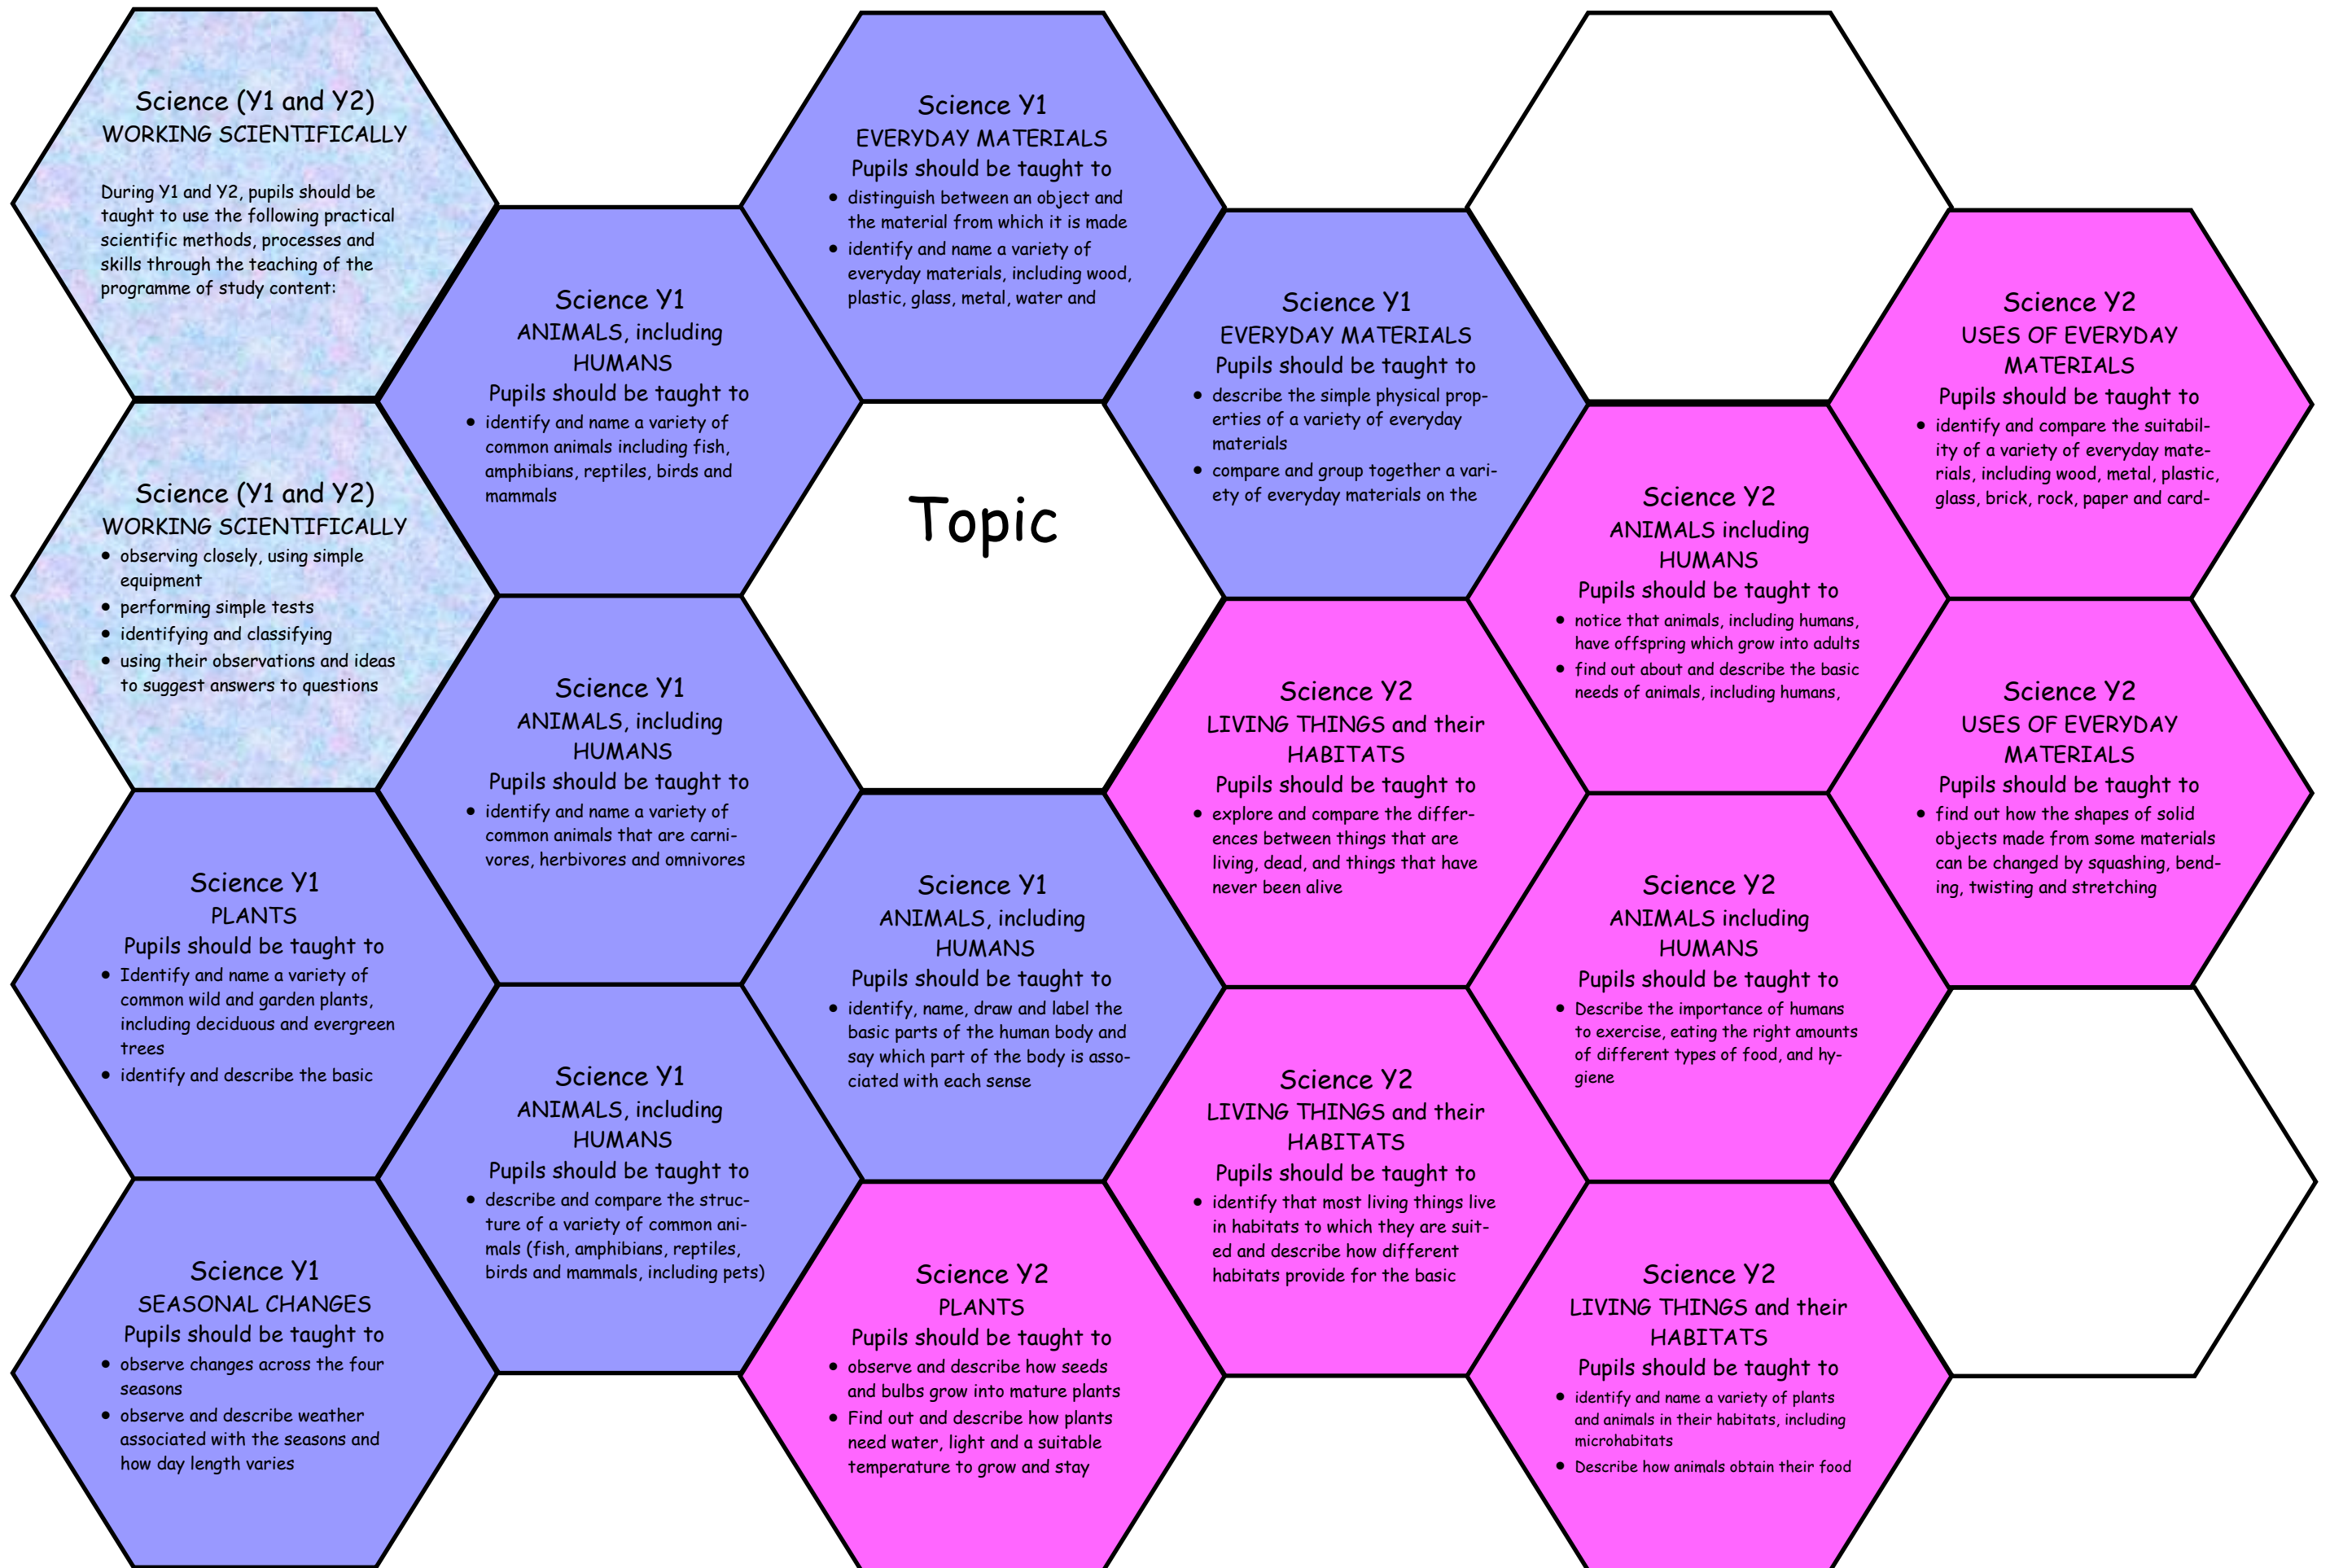 Science (Y1 and Y2)
WORKING SCIENTIFICALLY
During Y1 and Y2, pupils should be
taught to use the following practical
scientific methods, processes and
skills through the teaching of the
programme of study content:
Science (Y1 and Y2)
WORKING SCIENTIFICALLY
• observing closely, using simple
equipment
• performing simple tests
• identifying and classifying
• using their observations and ideas
to suggest answers to questions
Science Y1
PLANTS
Pupils should be taught to
• Identify and name a variety of
common wild and garden plants,
including deciduous and evergreen
trees
• identify and describe the basic
Science Y1
SEASONAL CHANGES
Pupils should be taught to
• observe changes across the four
seasons
• observe and describe weather
associated with the seasons and
how day length varies
Science Y1
ANIMALS, including
HUMANS
Pupils should be taught to
• identify and name a variety of
common animals including fish,
amphibians, reptiles, birds and
mammals
Science Y1
ANIMALS, including
HUMANS
Pupils should be taught to
• identify and name a variety of
common animals that are carni-
vores, herbivores and omnivores
Science Y1
ANIMALS, including
HUMANS
Pupils should be taught to
• describe and compare the struc-
ture of a variety of common ani-
mals (fish, amphibians, reptiles,
birds and mammals, including pets)
Science Y1
EVERYDAY MATERIALS
Pupils should be taught to
• distinguish between an object and
the material from which it is made
• identify and name a variety of
everyday materials, including wood,
plastic, glass, metal, water and
Topic
Science Y1
ANIMALS, including
HUMANS
Pupils should be taught to
• identify, name, draw and label the
basic parts of the human body and
say which part of the body is asso-
ciated with each sense
Science Y2
PLANTS
Pupils should be taught to
• observe and describe how seeds
and bulbs grow into mature plants
• Find out and describe how plants
need water, light and a suitable
temperature to grow and stay
Science Y1
EVERYDAY MATERIALS
Pupils should be taught to
• describe the simple physical prop-
erties of a variety of everyday
materials
• compare and group together a vari-
ety of everyday materials on the
Science Y2
LIVING THINGS and their
HABITATS
Pupils should be taught to
• explore and compare the differ-
ences between things that are
living, dead, and things that have
never been alive
Science Y2
LIVING THINGS and their
HABITATS
Pupils should be taught to
• identify that most living things live
in habitats to which they are suit-
ed and describe how different
habitats provide for the basic
Science Y2
ANIMALS including
HUMANS
Pupils should be taught to
• notice that animals, including humans,
have offspring which grow into adults
• find out about and describe the basic
needs of animals, including humans,
Science Y2
ANIMALS including
HUMANS
Pupils should be taught to
• Describe the importance of humans
to exercise, eating the right amounts
of different types of food, and hy-
giene
Science Y2
LIVING THINGS and their
HABITATS
Pupils should be taught to
• identify and name a variety of plants
and animals in their habitats, including
microhabitats
• Describe how animals obtain their food
Science Y2
USES OF EVERYDAY
MATERIALS
Pupils should be taught to
• identify and compare the suitabil-
ity of a variety of everyday mate-
rials, including wood, metal, plastic,
glass, brick, rock, paper and card-
Science Y2
USES OF EVERYDAY
MATERIALS
Pupils should be taught to
• find out how the shapes of solid
objects made from some materials
can be changed by squashing, bend-
ing, twisting and stretching